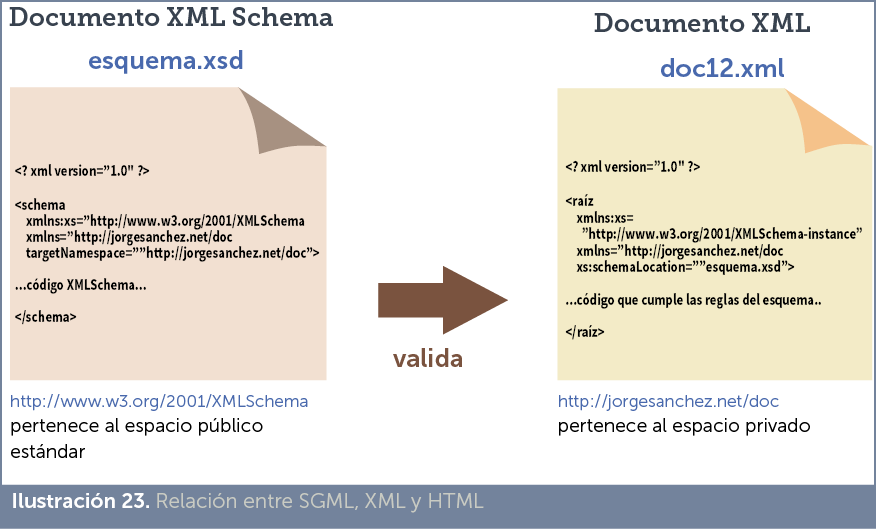 Documento XML Schema
esquema.xsd
<? xml version=”1.0" ?>
<schema
xmlns:xs=”http://www.w3.org/2001/XMLSchema
xmlns=”http://jorgesanchez.net/doc
targetNamespace=””http://jorgesanchez.net/doc”>
...código XMLSchema...
</schema>
http://www.w3.org/2001/XMLSchema
pertenece al espacio público
estándar
valida
Documento XML
doc12.xml
<? xml version=”1.0" ?>
<raíz
xmlns:xs=
”http://www.w3.org/2001/XMLSchema-instance”
xmlns=”http://jorgesanchez.net/doc
xs:schemaLocation=””esquema.xsd”>
...código que cumple las reglas del esquema..
</raíz>
http://jorgesanchez.net/doc
pertenece al espacio privado
Ilustración 23. Relación entre SGML, XML y HTML